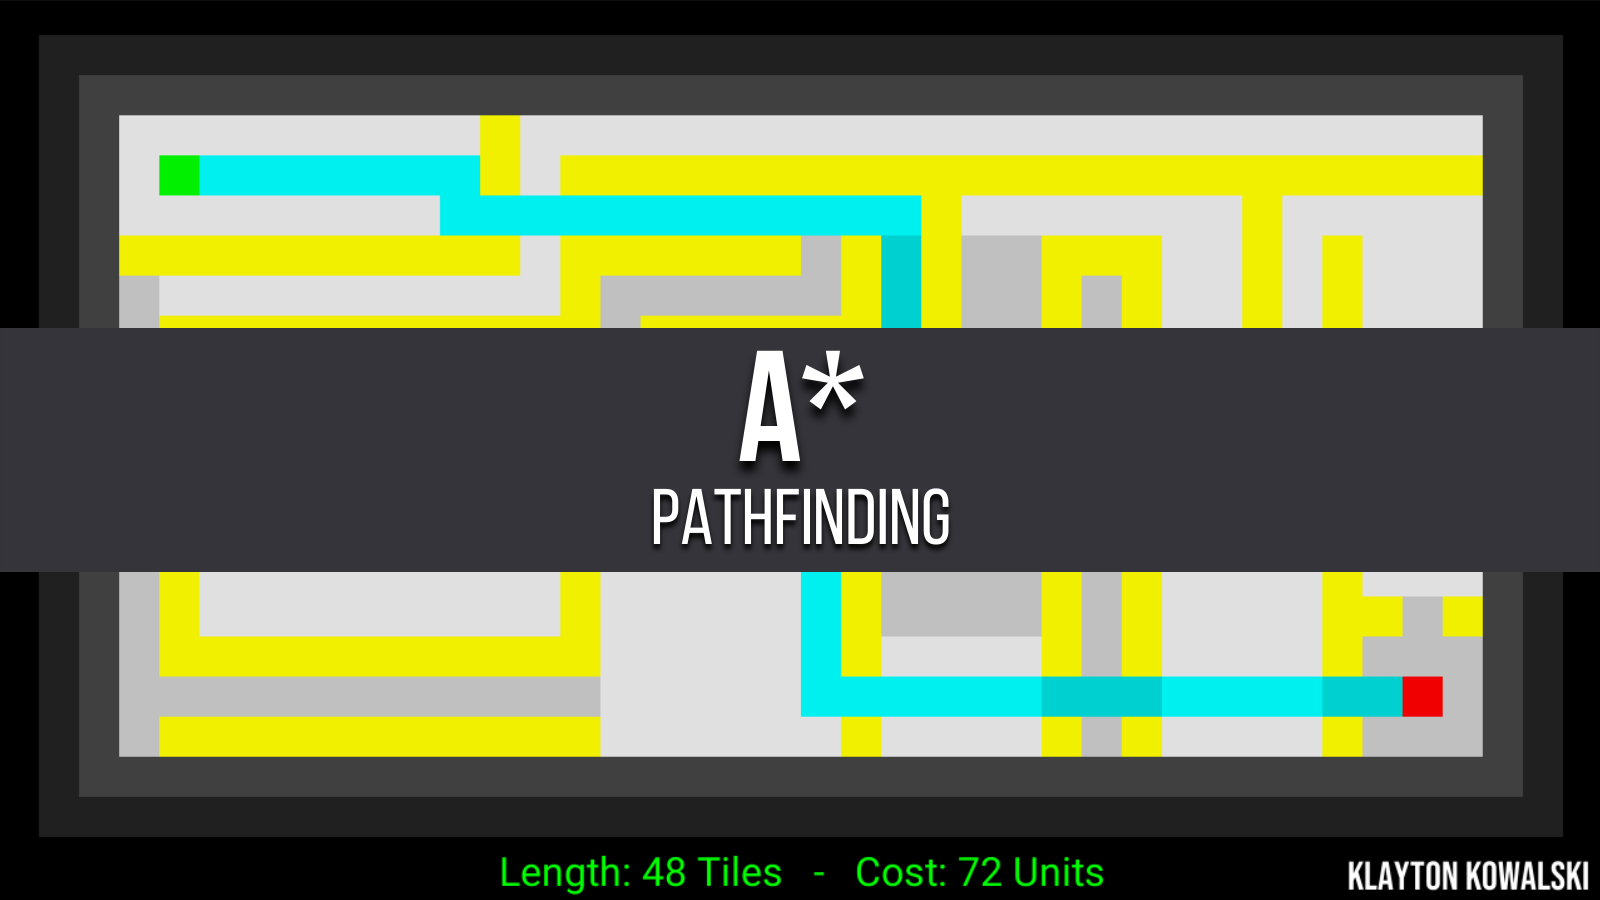 A*
PATHFINDING
Length: 48 Tiles - Cost: 72 Units
KLAYTON KOWALSKI